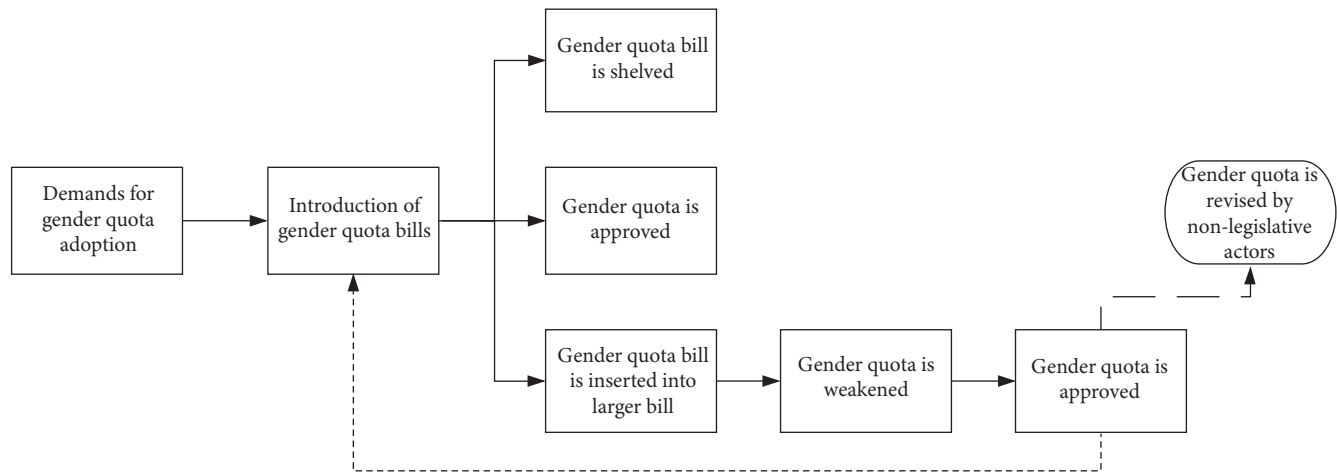 Gender quota bill
is shelved
Demands for
gender quota
adoption
Introduction of
gender quota bills
Gender quota is
approved
Gender quota is
revised by
non-legislative
actors
Gender quota bill
is inserted into
larger bill
Gender quota is
weakened
Gender quota is
approved